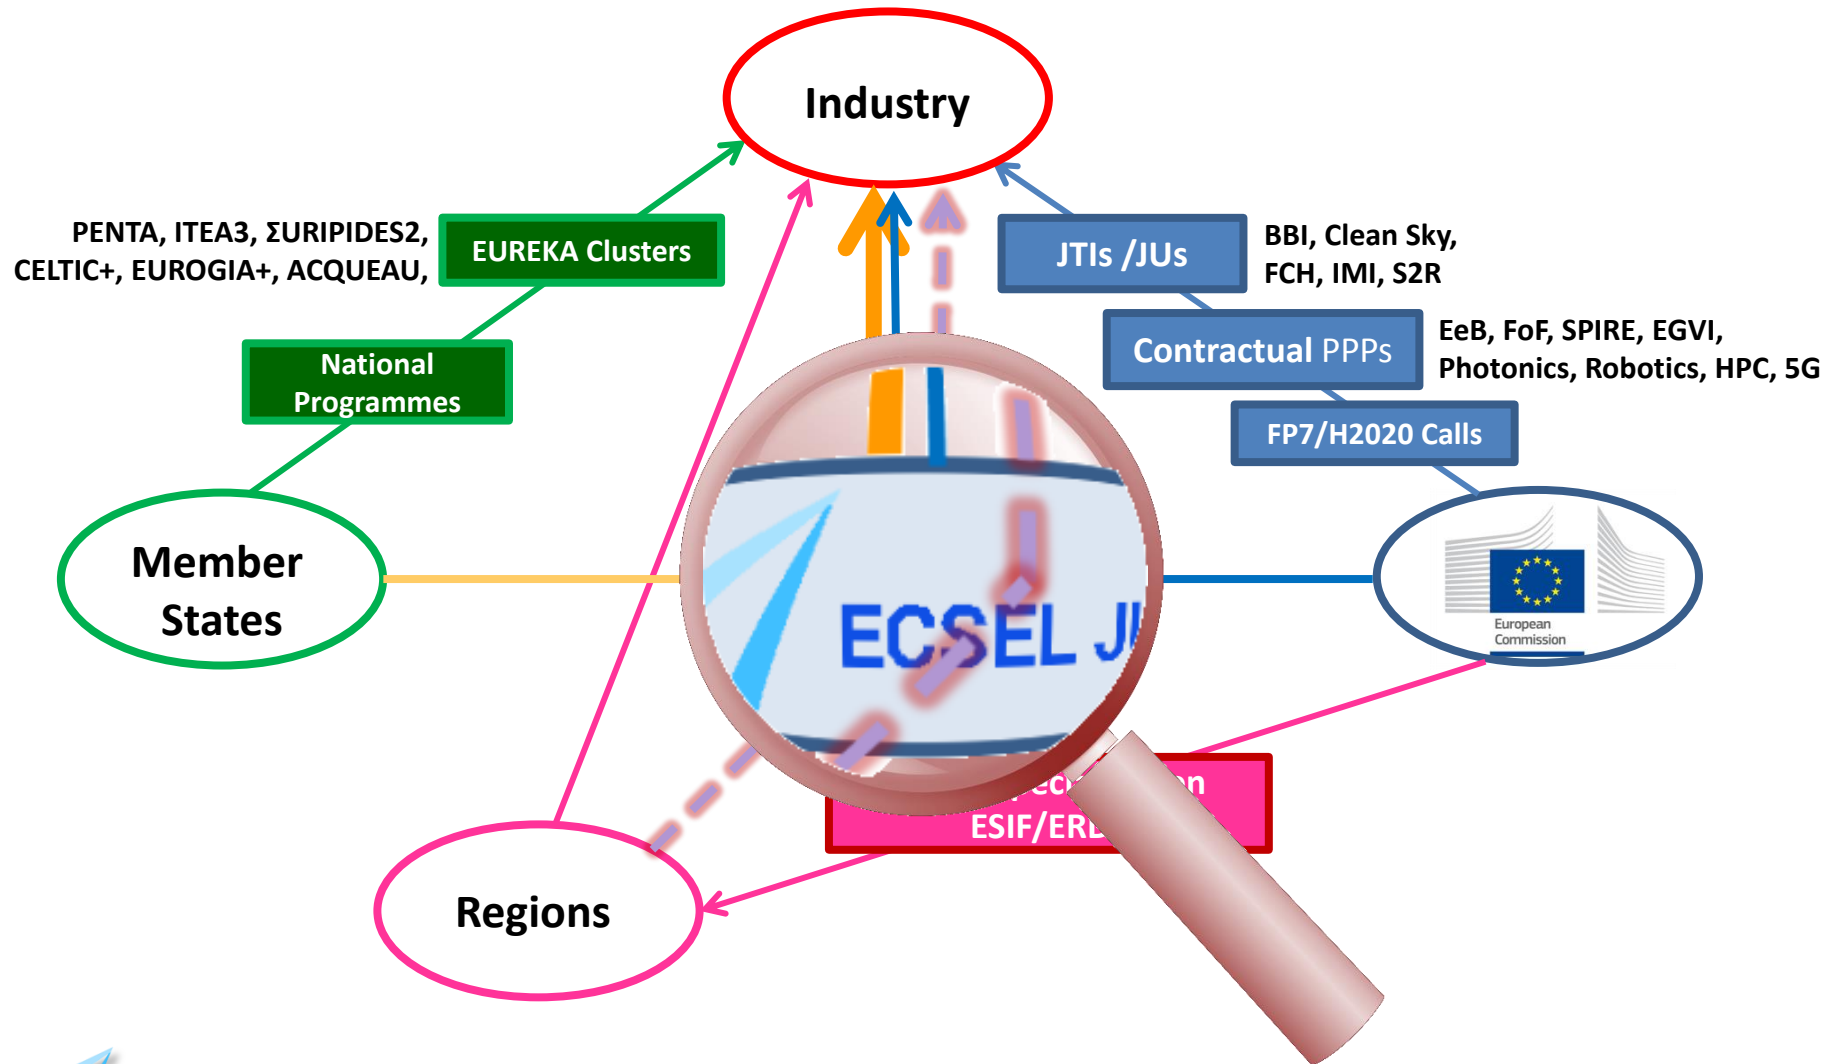 Industry
PENTA, ITEA3, ΣURIPIDES2,
CELTIC+, EUROGIA+, ACQUEAU,
EUREKA Clusters
National
Programmes
JTIs /JUs
BBI, Clean Sky,
FCH, IMI, S2R
Contractual PPPs
EeB, FoF, SPIRE, EGVI,
Photonics, Robotics, HPC, 5G
FP7/H2020 Calls
Member
States
ECSEL
European
Commission
ESIF/
Regions